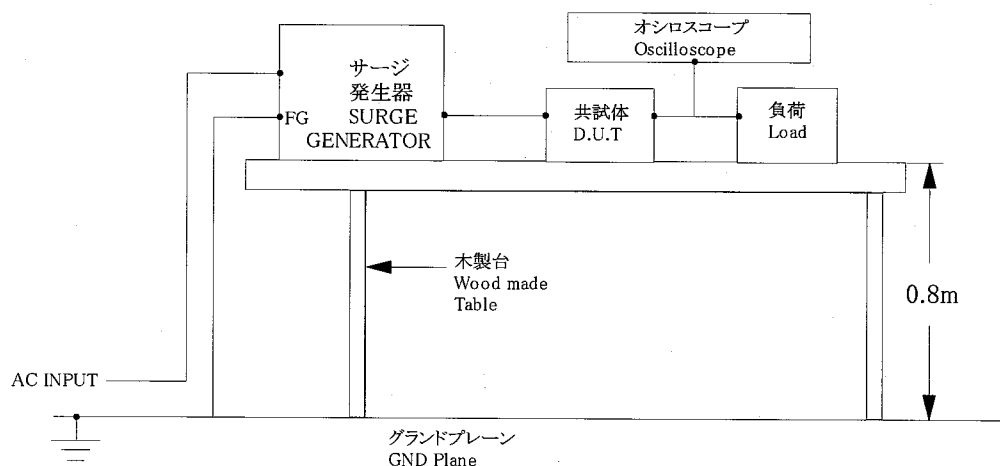 オシロスコープ
Oscilloscope
サージ
発生器
SURGE
GENERATOR
FG
共試体
D.U.T
負荷
Load
木製台
Wood made
Table
0.8m
AC INPUT
グランドプレーン
GND Plane